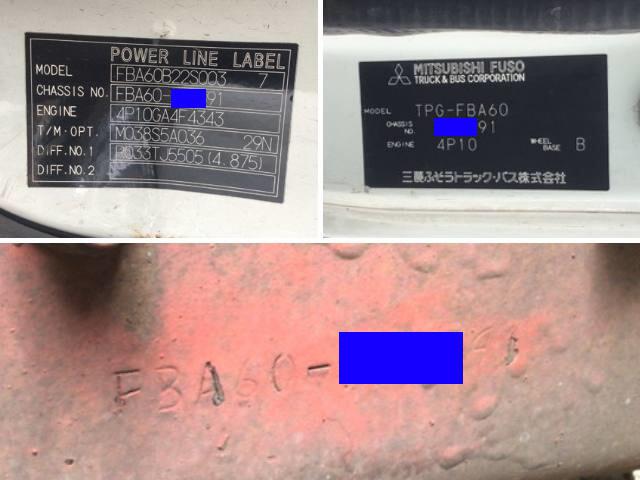 POWER LINE LABEL
MODEL FBA60B22S003 7
CHASSIS NO. FBA60- 91
ENGINE 4P10GA4F4343
T/M·OPT. M038S5A036 29N
DIFF.NO.1 R033TJ5505 (4.875)
DIFF.NO.2
MITSUBISHI FUSO
TRUCK & BUS CORPORATION
MODEL TPG-FBA60
CHASSIS NO. 91
ENGINE 4P10 WHEEL BASE B
三菱ふそうトラック・バス株式会社
FBA60-